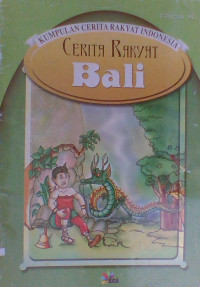 KUMPULAN CERITA RAKYAT INDONESIA
CERITA RAKYAT
Bali